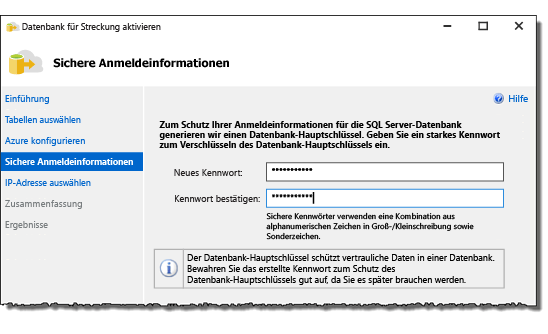 Datenbank für Streckung aktivieren
Sichere Anmeldeinformationen
Einführung
Tabellen auswählen
Azure konfigurieren
Sichere Anmeldeinformationen
IP-Adresse auswählen
Zusammenfassung
Ergebnisse
Hilfe
Zum Schutz Ihrer Anmeldeinformationen für die SQL Server-Datenbank
generieren wir einen Datenbank-Hauptschlüssel. Geben Sie ein starkes Kennwort
zum Verschlüsseln des Datenbank-Hauptschlüssels ein.
Neues Kennwort: •••••••••••
Kennwort bestätigen: •••••••••••
Sichere Kennwörter verwenden eine Kombination aus
alphanumerischen Zeichen in Groß-/Kleinschreibung sowie
Sonderzeichen.
Der Datenbank-Hauptschlüssel schützt vertrauliche Daten in einer Datenbank.
Bewahren Sie das erstellte Kennwort zum Schutz des
Datenbank-Hauptschlüssels gut auf, da Sie es später brauchen werden.